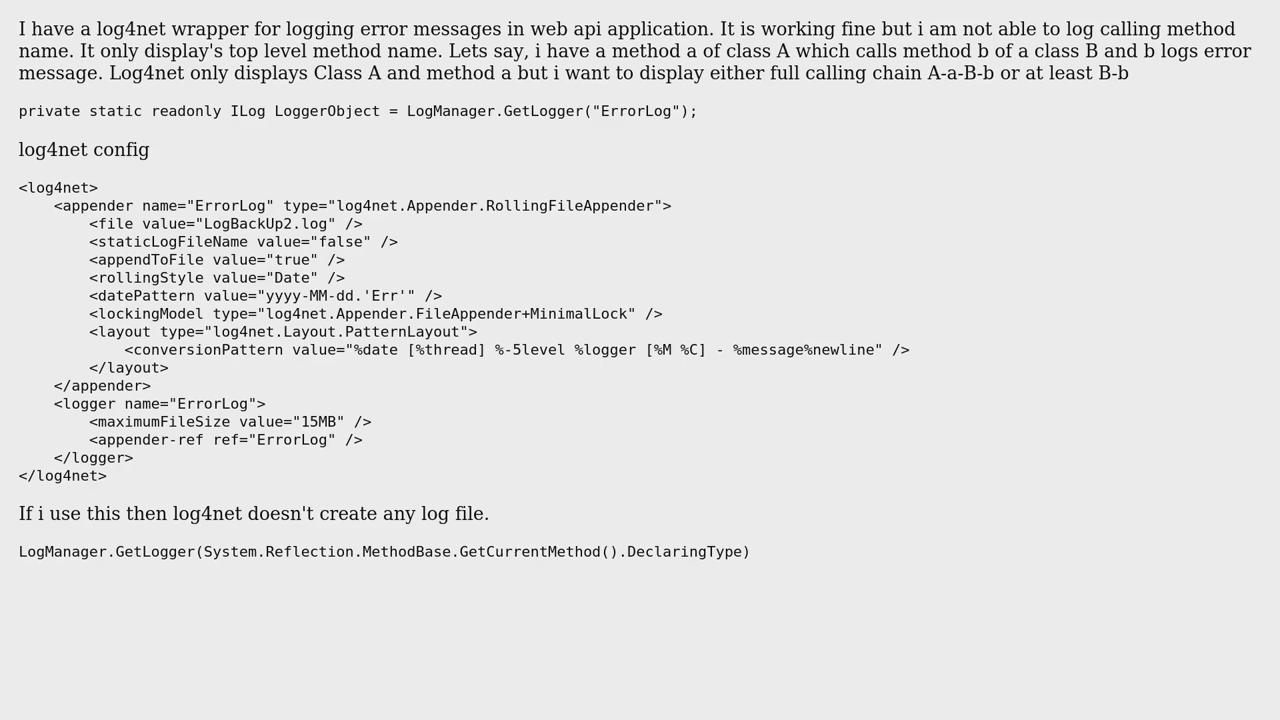 I have a log4net wrapper for logging error messages in web api application. It is working fine but i am not able to log calling method
name. It only display's top level method name. Lets say, i have a method a of class A which calls method b of a class B and b logs error
message. Log4net only displays Class A and method a but i want to display either full calling chain A-a-B-b or at least B-b
private static readonly ILog LoggerObject = LogManager.GetLogger("ErrorLog");
log4net config
<log4net>
    <appender name="ErrorLog" type="log4net.Appender.RollingFileAppender">
        <file value="LogBackUp2.log" />
        <staticLogFileName value="false" />
        <appendToFile value="true" />
        <rollingStyle value="Date" />
        <datePattern value="yyyy-MM-dd.'Err'" />
        <lockingModel type="log4net.Appender.FileAppender+MinimalLock" />
        <layout type="log4net.Layout.PatternLayout">
            <conversionPattern value="%date [%thread] %-5level %logger [%M %C] - %message%newline" />
        </layout>
    </appender>
    <logger name="ErrorLog">
        <maximumFileSize value="15MB" />
        <appender-ref ref="ErrorLog" />
    </logger>
</log4net>
If i use this then log4net doesn't create any log file.
LogManager.GetLogger(System.Reflection.MethodBase.GetCurrentMethod().DeclaringType)